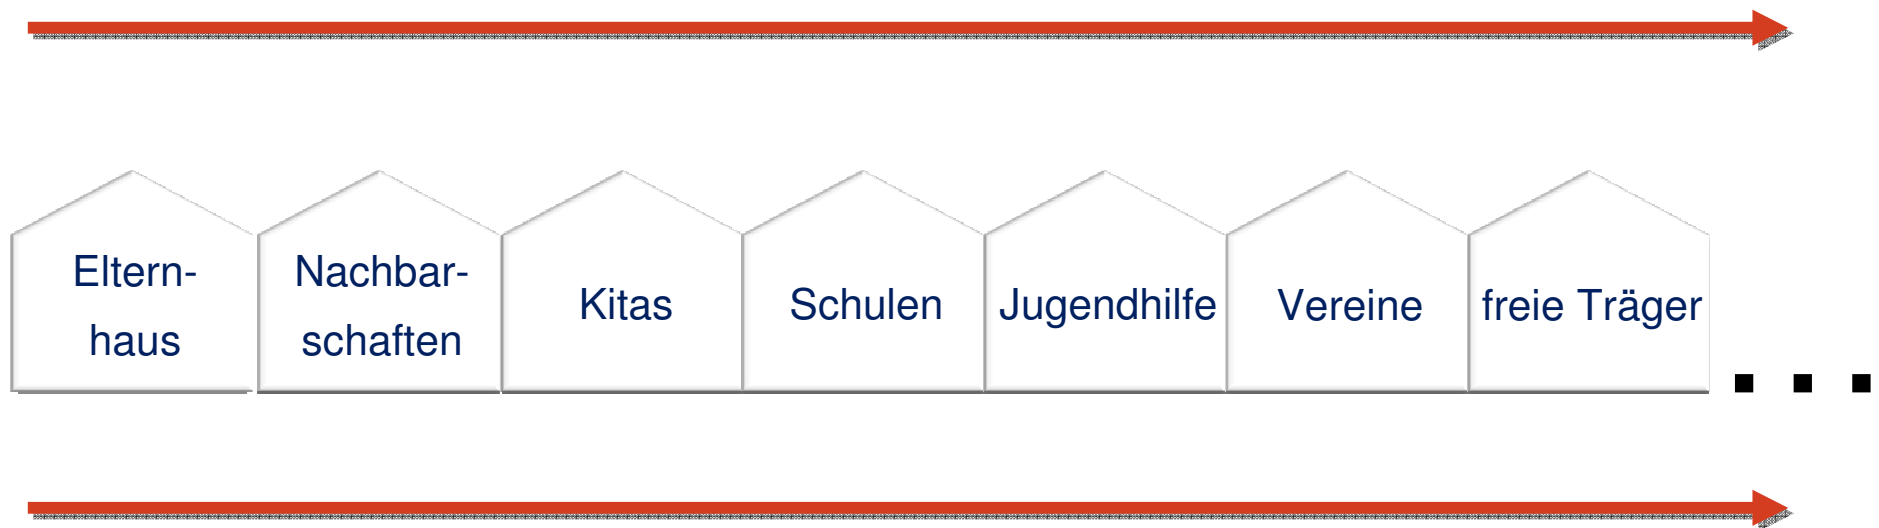 Eltern-
haus
Nachbar-
schaften
Kitas
Schulen
Jugendhilfe
Vereine
freie Träger
...